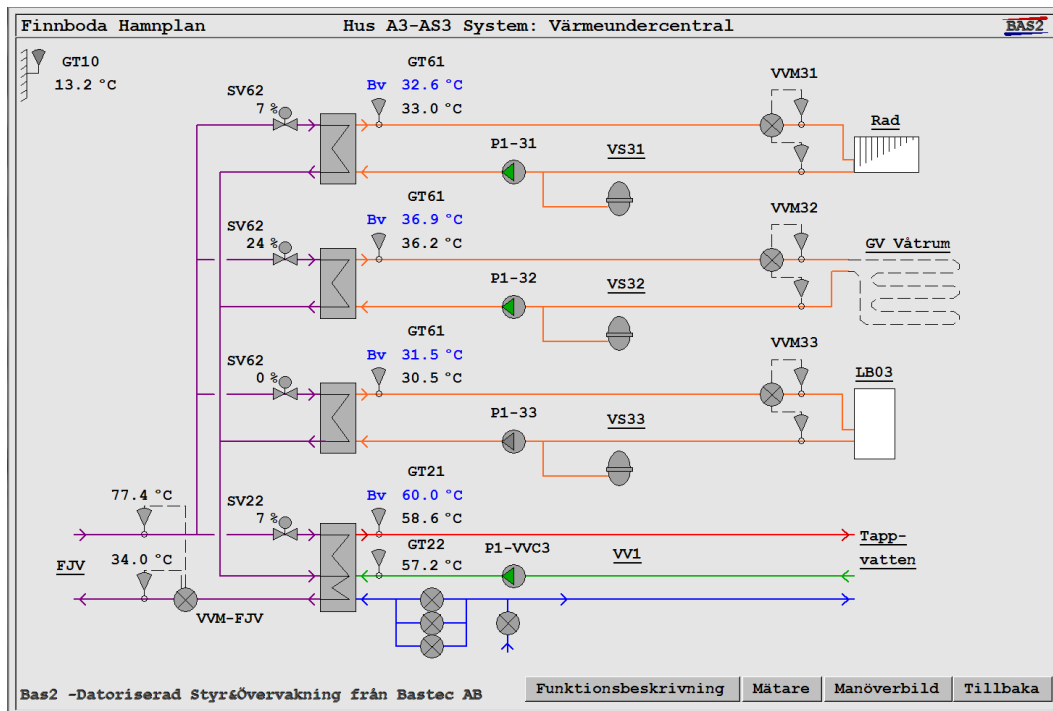 Finnboda Hamnplan Hus A3-AS3 System: Värmeundercentral BAS2
GT10
13.2 °C
SV62
7 %
GT61
Bv 32.6 °C
33.0 °C
VVM31
Rad
P1-31
VS31
SV62
24 %
GT61
Bv 36.9 °C
36.2 °C
VVM32
GV Våtrum
P1-32
VS32
SV62
0 %
GT61
Bv 31.5 °C
30.5 °C
VVM33
LB03
P1-33
VS33
77.4 °C
SV22
7 %
GT21
Bv 60.0 °C
58.6 °C
FJV
34.0 °C
GT22
57.2 °C
P1-VVC3
VV1
Tapp-
vatten
VVM-FJV
Bas2 -Datoriserad Styr&Övervakning från Bastec AB
Funktionsbeskrivning Mätare Manöverbild Tillbaka